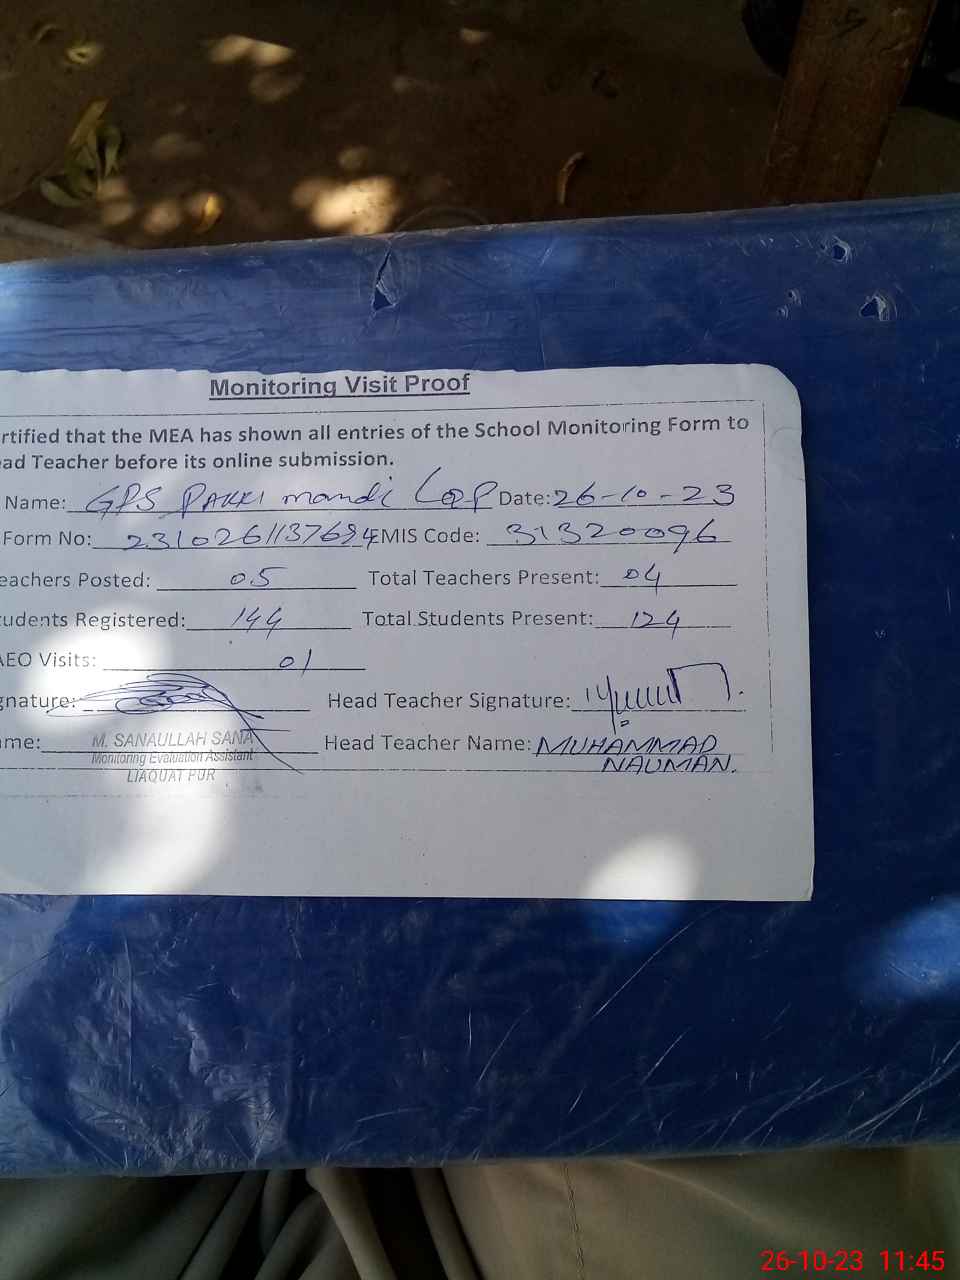 Monitoring Visit Proof
rtified that the MEA has shown all entries of the School Monitoring Form to
ead Teacher before its online submission.
Name: GPS PAKKI mandi LQP Date: 26-10-23
Form No: 2310261137694 EMIS Code: 31320096
eachers Posted: 05 Total Teachers Present: 04
tudents Registered: 144 Total Students Present: 124
AEO Visits: 01
gnature: Head Teacher Signature:
ame: M. SANAULLAH SANA Head Teacher Name: MUHAMMAD
Monitoring Evaluation Assistant NAUMAN.
LIAQUAT PUR
26-10-23 11:45